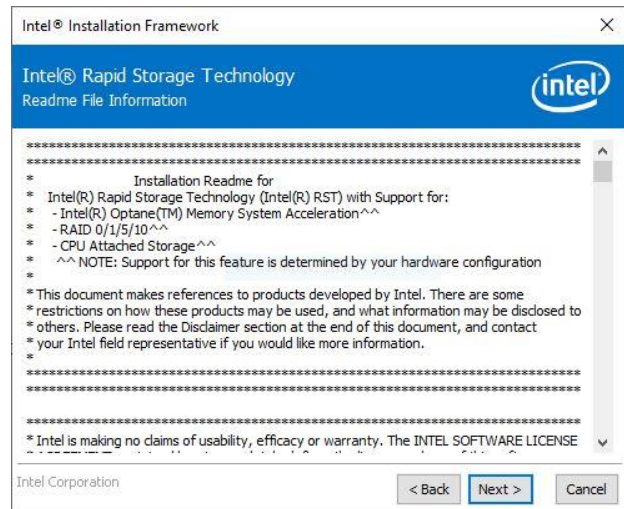 Intel® Installation Framework
Intel® Rapid Storage Technology
Readme File Information
intel
*******************************************************************************
*******************************************************************************
* Installation Readme for
* Intel(R) Rapid Storage Technology (Intel(R) RST) with Support for:
* - Intel(R) Optane(TM) Memory System Acceleration^^
* - RAID 0/1/5/10^^
* - CPU Attached Storage^^
* ^^ NOTE: Support for this feature is determined by your hardware configuration
*
* This document makes references to products developed by Intel. There are some
* restrictions on how these products may be used, and what information may be disclosed to
* others. Please read the Disclaimer section at the end of this document, and contact
* your Intel field representative if you would like more information.
*
*******************************************************************************
*******************************************************************************
*******************************************************************************
* Intel is making no claims of usability, efficacy or warranty. The INTEL SOFTWARE LICENSE
Intel Corporation
< Back
Next >
Cancel